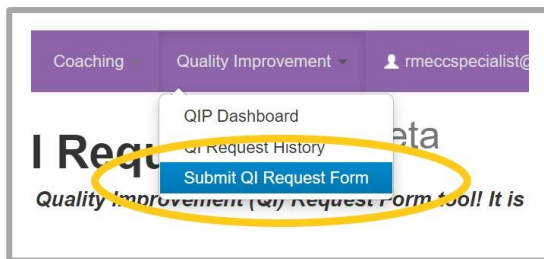 Coaching Quality Improvement rmeccspecialist@
QIP Dashboard
I Requ eta
QI Request History
Submit QI Request Form
Quality Improvement (QI) Request Form tool! It is